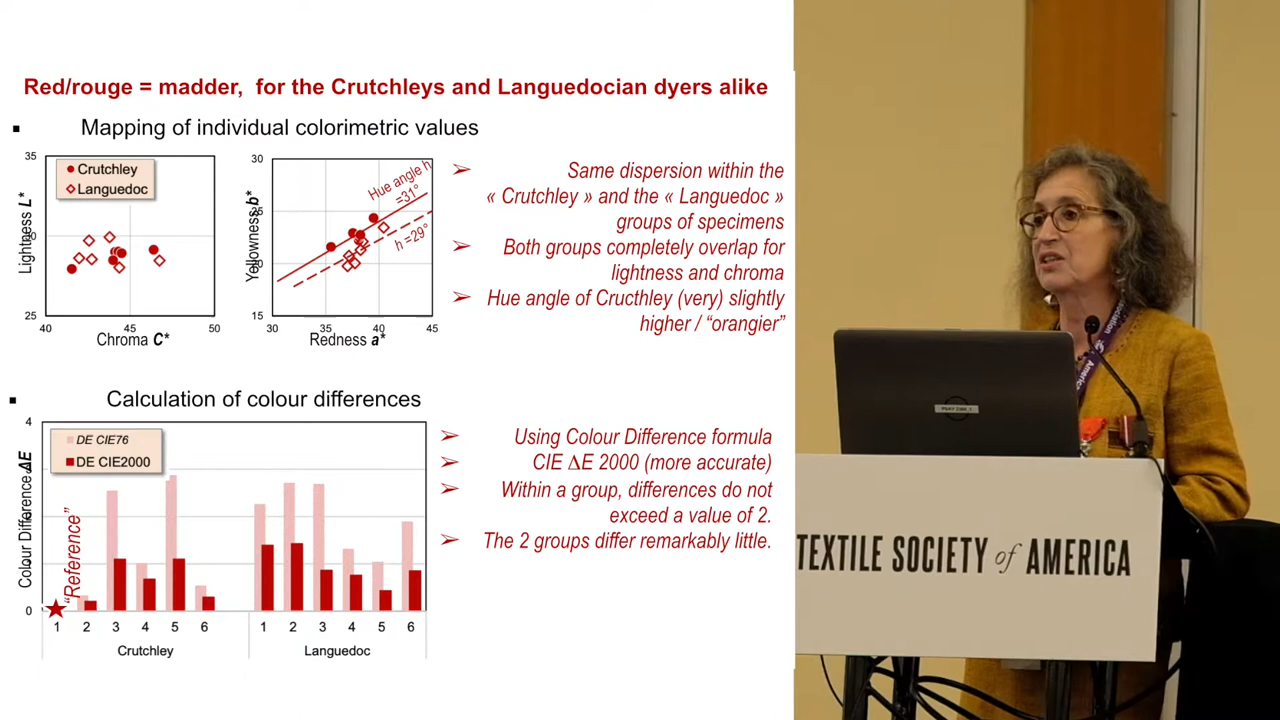 Red/rouge = madder, for the Crutchleys and Languedocian dyers alike
▪ Mapping of individual colorimetric values
35
30
25
Lightness L*
Crutchley
Languedoc
40 45 50
Chroma C*
30
25
20
15
Yellowness b*
Hue angle h
=31°
h =29°
30 35 40 45
Redness a*
➢ Same dispersion within the
« Crutchley » and the « Languedoc »
groups of specimens
➢ Both groups completely overlap for
lightness and chroma
➢ Hue angle of Cructhley (very) slightly
higher / “orangier”
▪ Calculation of colour differences
4
0
Colour Difference ΔE
DE CIE76
DE CIE2000
“Reference”
1 2 3 4 5 6 1 2 3 4 5 6
Crutchley Languedoc
➢ Using Colour Difference formula
➢ CIE ΔE 2000 (more accurate)
➢ Within a group, differences do not
exceed a value of 2.
➢ The 2 groups differ remarkably little.
TEXTILE SOCIETY of AMERICA